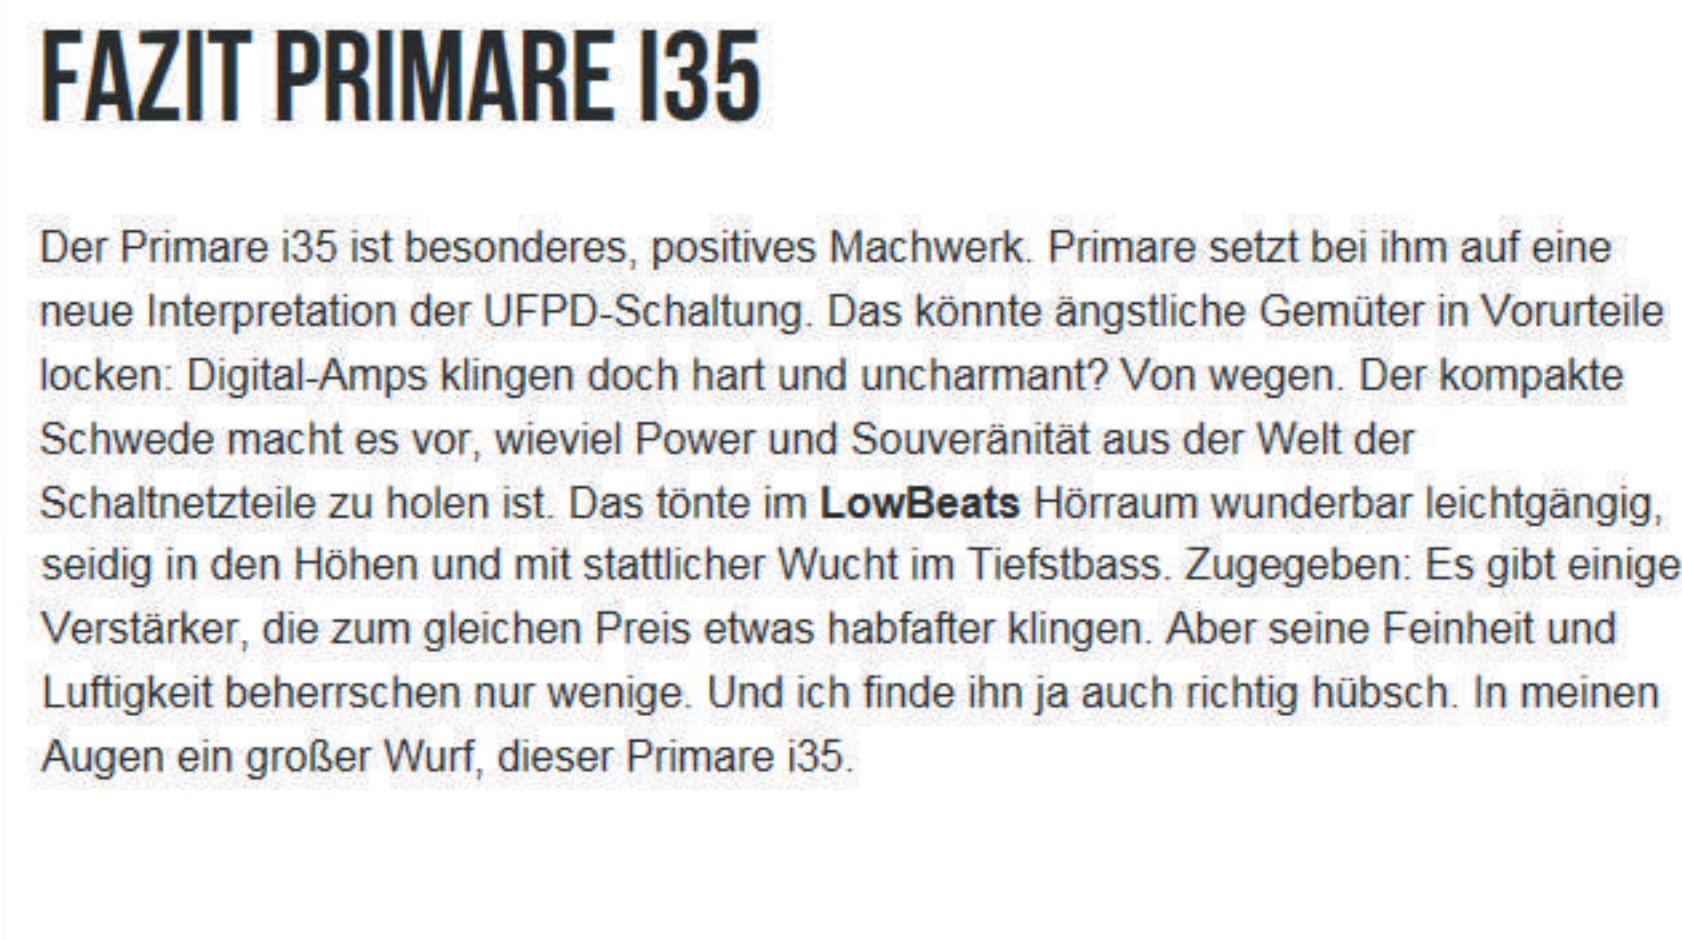 FAZIT PRIMARE I35
Der Primare i35 ist besonderes, positives Machwerk. Primare setzt bei ihm auf eine
neue Interpretation der UFPD-Schaltung. Das könnte ängstliche Gemüter in Vorurteile
locken: Digital-Amps klingen doch hart und uncharmant? Von wegen. Der kompakte
Schwede macht es vor, wieviel Power und Souveränität aus der Welt der
Schaltnetzteile zu holen ist. Das tönte im LowBeats Hörraum wunderbar leichtgängig,
seidig in den Höhen und mit stattlicher Wucht im Tiefstbass. Zugegeben: Es gibt einige
Verstärker, die zum gleichen Preis etwas habfafter klingen. Aber seine Feinheit und
Luftigkeit beherrschen nur wenige. Und ich finde ihn ja auch richtig hübsch. In meinen
Augen ein großer Wurf, dieser Primare i35.